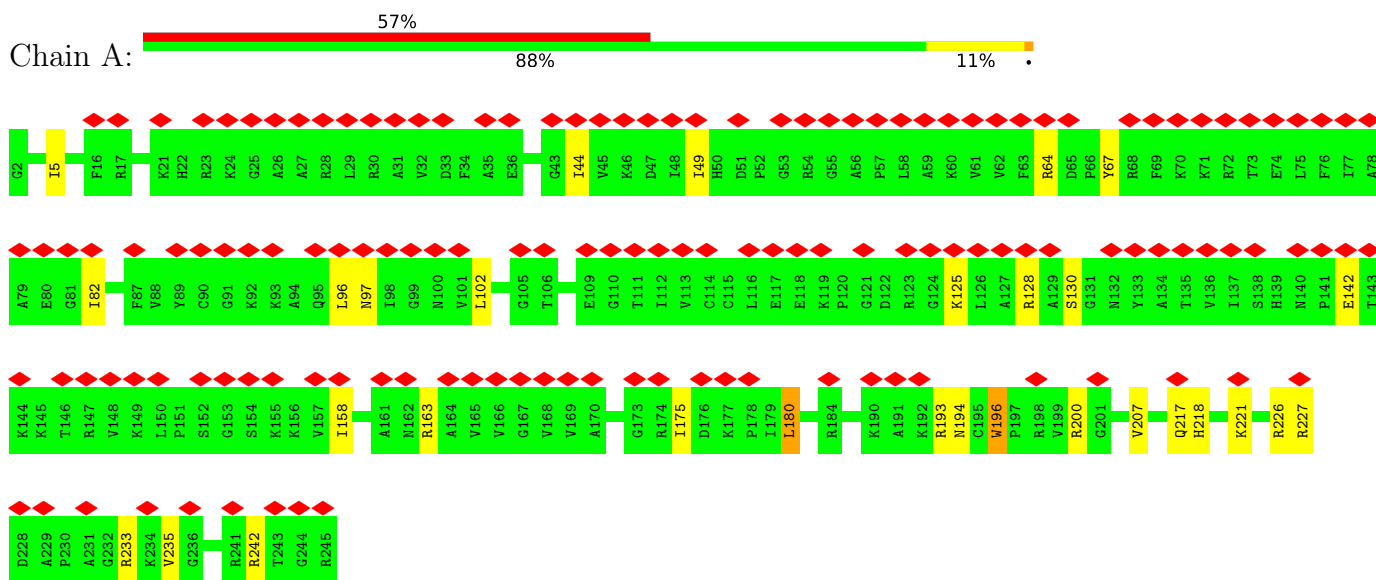 57%
Chain A:
88% 11% •
G2 I5 F16 R17 K21 H22 R23 K24 G25 A26 A27 R28 L29 R30 A31 V32 D33 F34 A35 E36 G43 I44 V45 K46 D47 I48 I49 H50 D51 P52 G53 R54 G55 A56 P57 L58 A59 K60 V61 V62 F63 R64 D65 P66 Y67 R68 F69 K70 K71 R72 T73 E74 L75 F76 I77 A78
A79 E80 G81 I82 F87 V88 Y89 C90 G91 K92 K93 A94 Q95 L96 N97 I98 G99 N100 V101 L102 G105 T106 E109 G110 T111 I112 V113 C114 C115 L116 E117 E118 K119 P120 G121 D122 R123 G124 K125 L126 A127 R128 A129 S130 G131 N132 Y133 A134 T135 V136 I137 S138 H139 N140 P141 E142 T143
K144 K145 T146 R147 V148 K149 L150 P151 S152 G153 S154 K155 K156 V157 I158 A161 N162 R163 A164 V165 V166 G167 V168 V169 A170 G173 R174 I175 D176 K177 P178 I179 L180 R184 K190 A191 K192 R193 N194 C195 W196 P197 R198 V199 R200 G201 V207 Q217 H218 K221 R226 R227
D228 A229 P230 A231 G232 R233 K234 V235 G236 R241 R242 T243 G244 R245